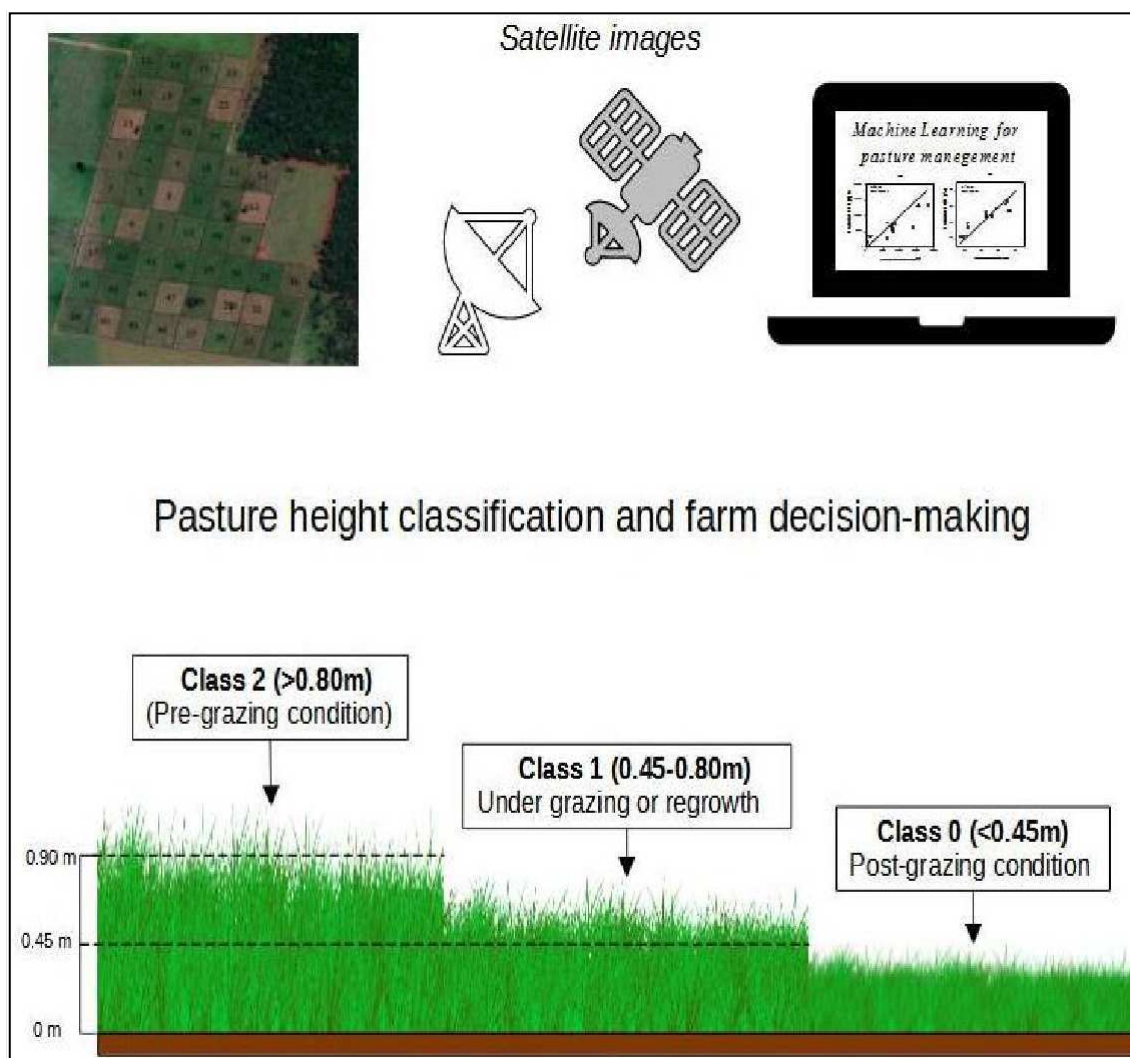 Satellite images
Machine Learning for
pasture manegement
Pasture height classification and farm decision-making
Class 2 (>0.80m)
(Pre-grazing condition)
Class 1 (0.45-0.80m)
Under grazing or regrowth
Class 0 (<0.45m)
Post-grazing condition
0.90 m
0.45 m
0 m